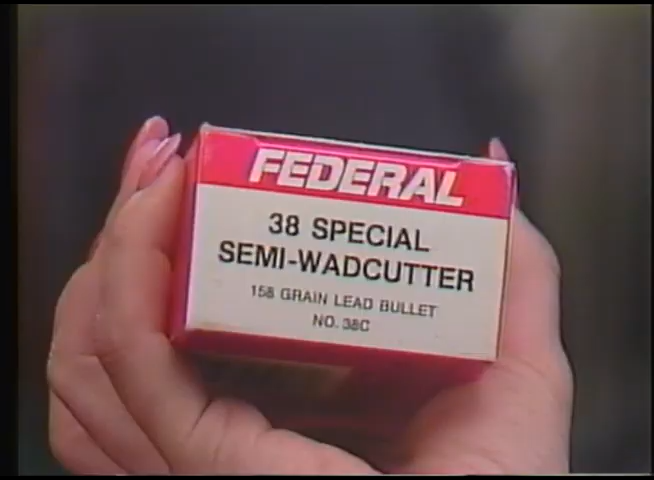 FEDERAL
38 SPECIAL
SEMI-WADCUTTER
158 GRAIN LEAD BULLET
NO. 38C